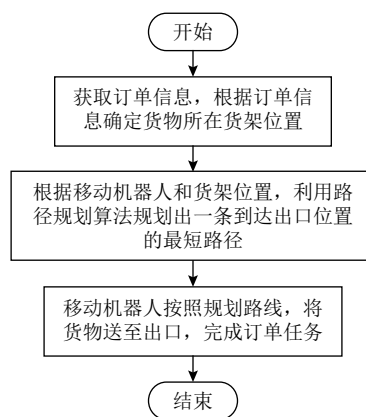 开始
获取订单信息，根据订单信
息确定货物所在货架位置
根据移动机器人和货架位置，利用路
径规划算法规划出一条到达出口位置
的最短路径
移动机器人按照规划路线，将
货物送至出口，完成订单任务
结束